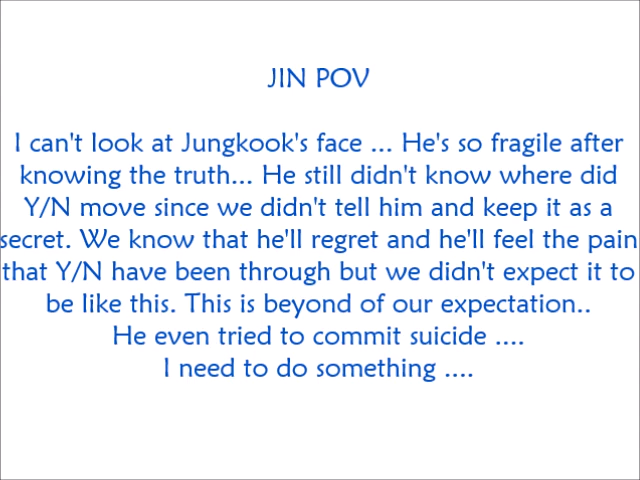 JIN POV
I can't look at Jungkook's face ... He's so fragile after
knowing the truth... He still didn't know where did
Y/N move since we didn't tell him and keep it as a
secret. We know that he'll regret and he'll feel the pain
that Y/N have been through but we didn't expect it to
be like this. This is beyond of our expectation..
He even tried to commit suicide ....
I need to do something ....